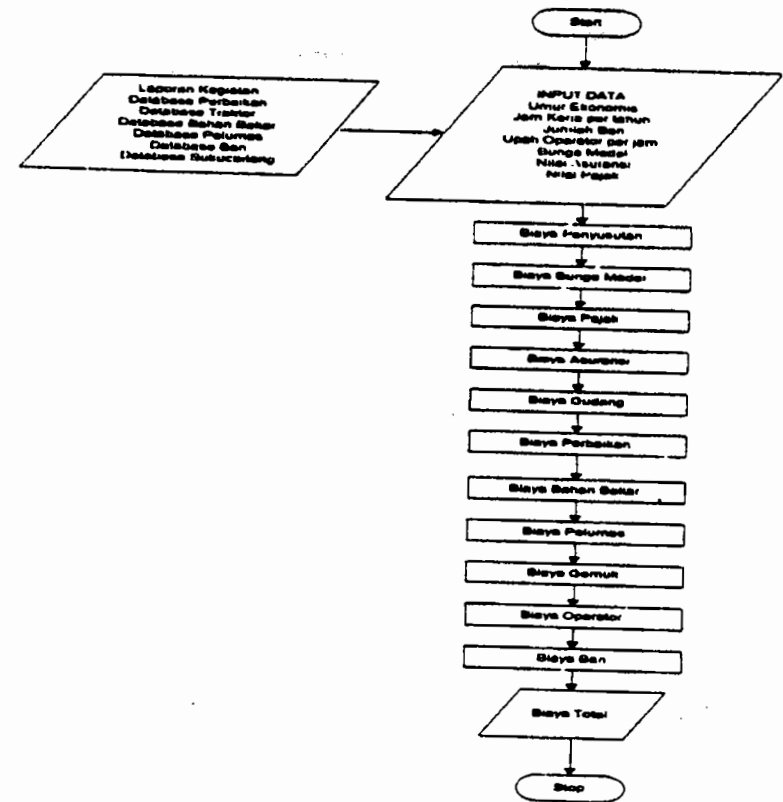 Start
Laporan Kegiatan
Database Perbaikan
Database Traktor
Database Bahan Bakar
Database Pelumas
Database Ban
Database Sukucadang
INPUT DATA
Umur Ekonomis
Jam Kerja per tahun
Jumlah Ban
Upah Operator per jam
Bunga Modal
Nilai Asuransi
Nilai Pajak
Biaya Penyusutan
Biaya Bunga Modal
Biaya Pajak
Biaya Asuransi
Biaya Gudang
Biaya Perbaikan
Biaya Bahan Bakar
Biaya Pelumas
Biaya Gemuk
Biaya Operator
Biaya Ban
Biaya Total
Stop